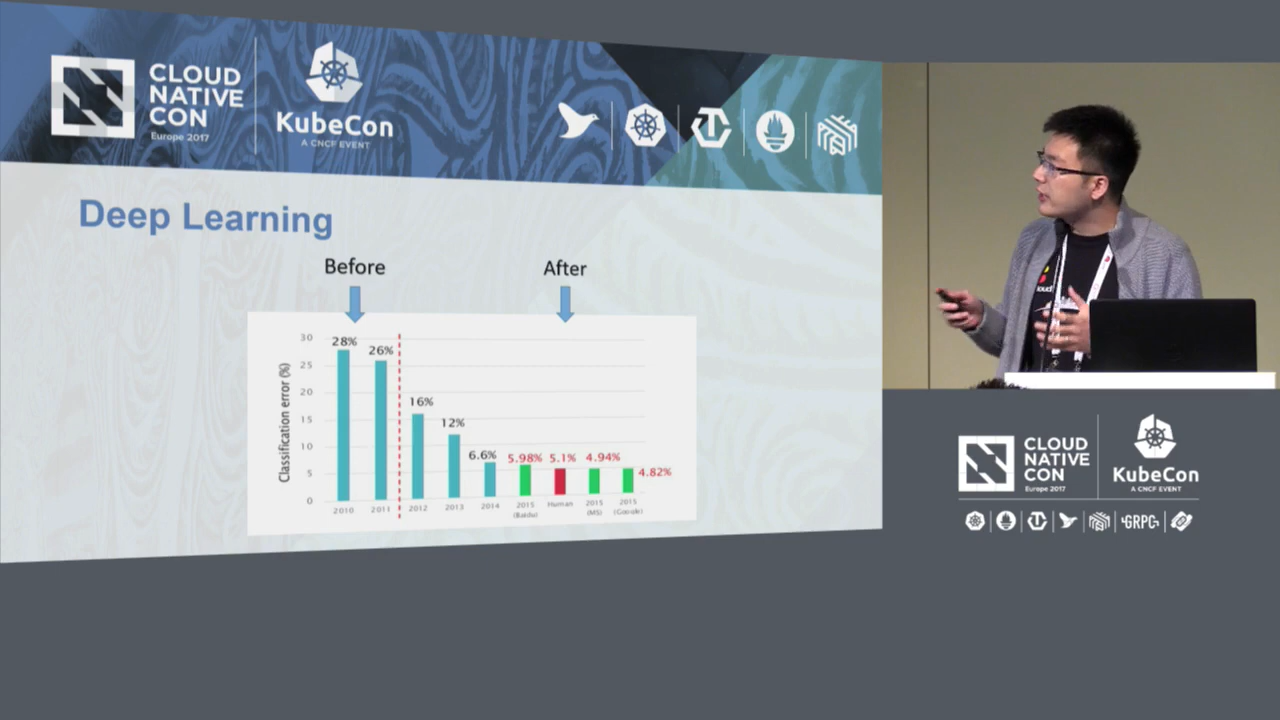 CLOUD
NATIVE
CON
Europe 2017
KubeCon
A CNCF EVENT
Deep Learning
Before
After
Classification error (%)
30
25
20
15
10
5
0
28%
26%
16%
12%
6.6%
5.98%
5.1%
4.94%
4.82%
2010
2011
2012
2013
2014
2015
(Baidu)
Human
2015
(MS)
2015
(Google)
loud
CLOUD
NATIVE
CON
Europe 2017
KubeCon
A CNCF EVENT
GRPC